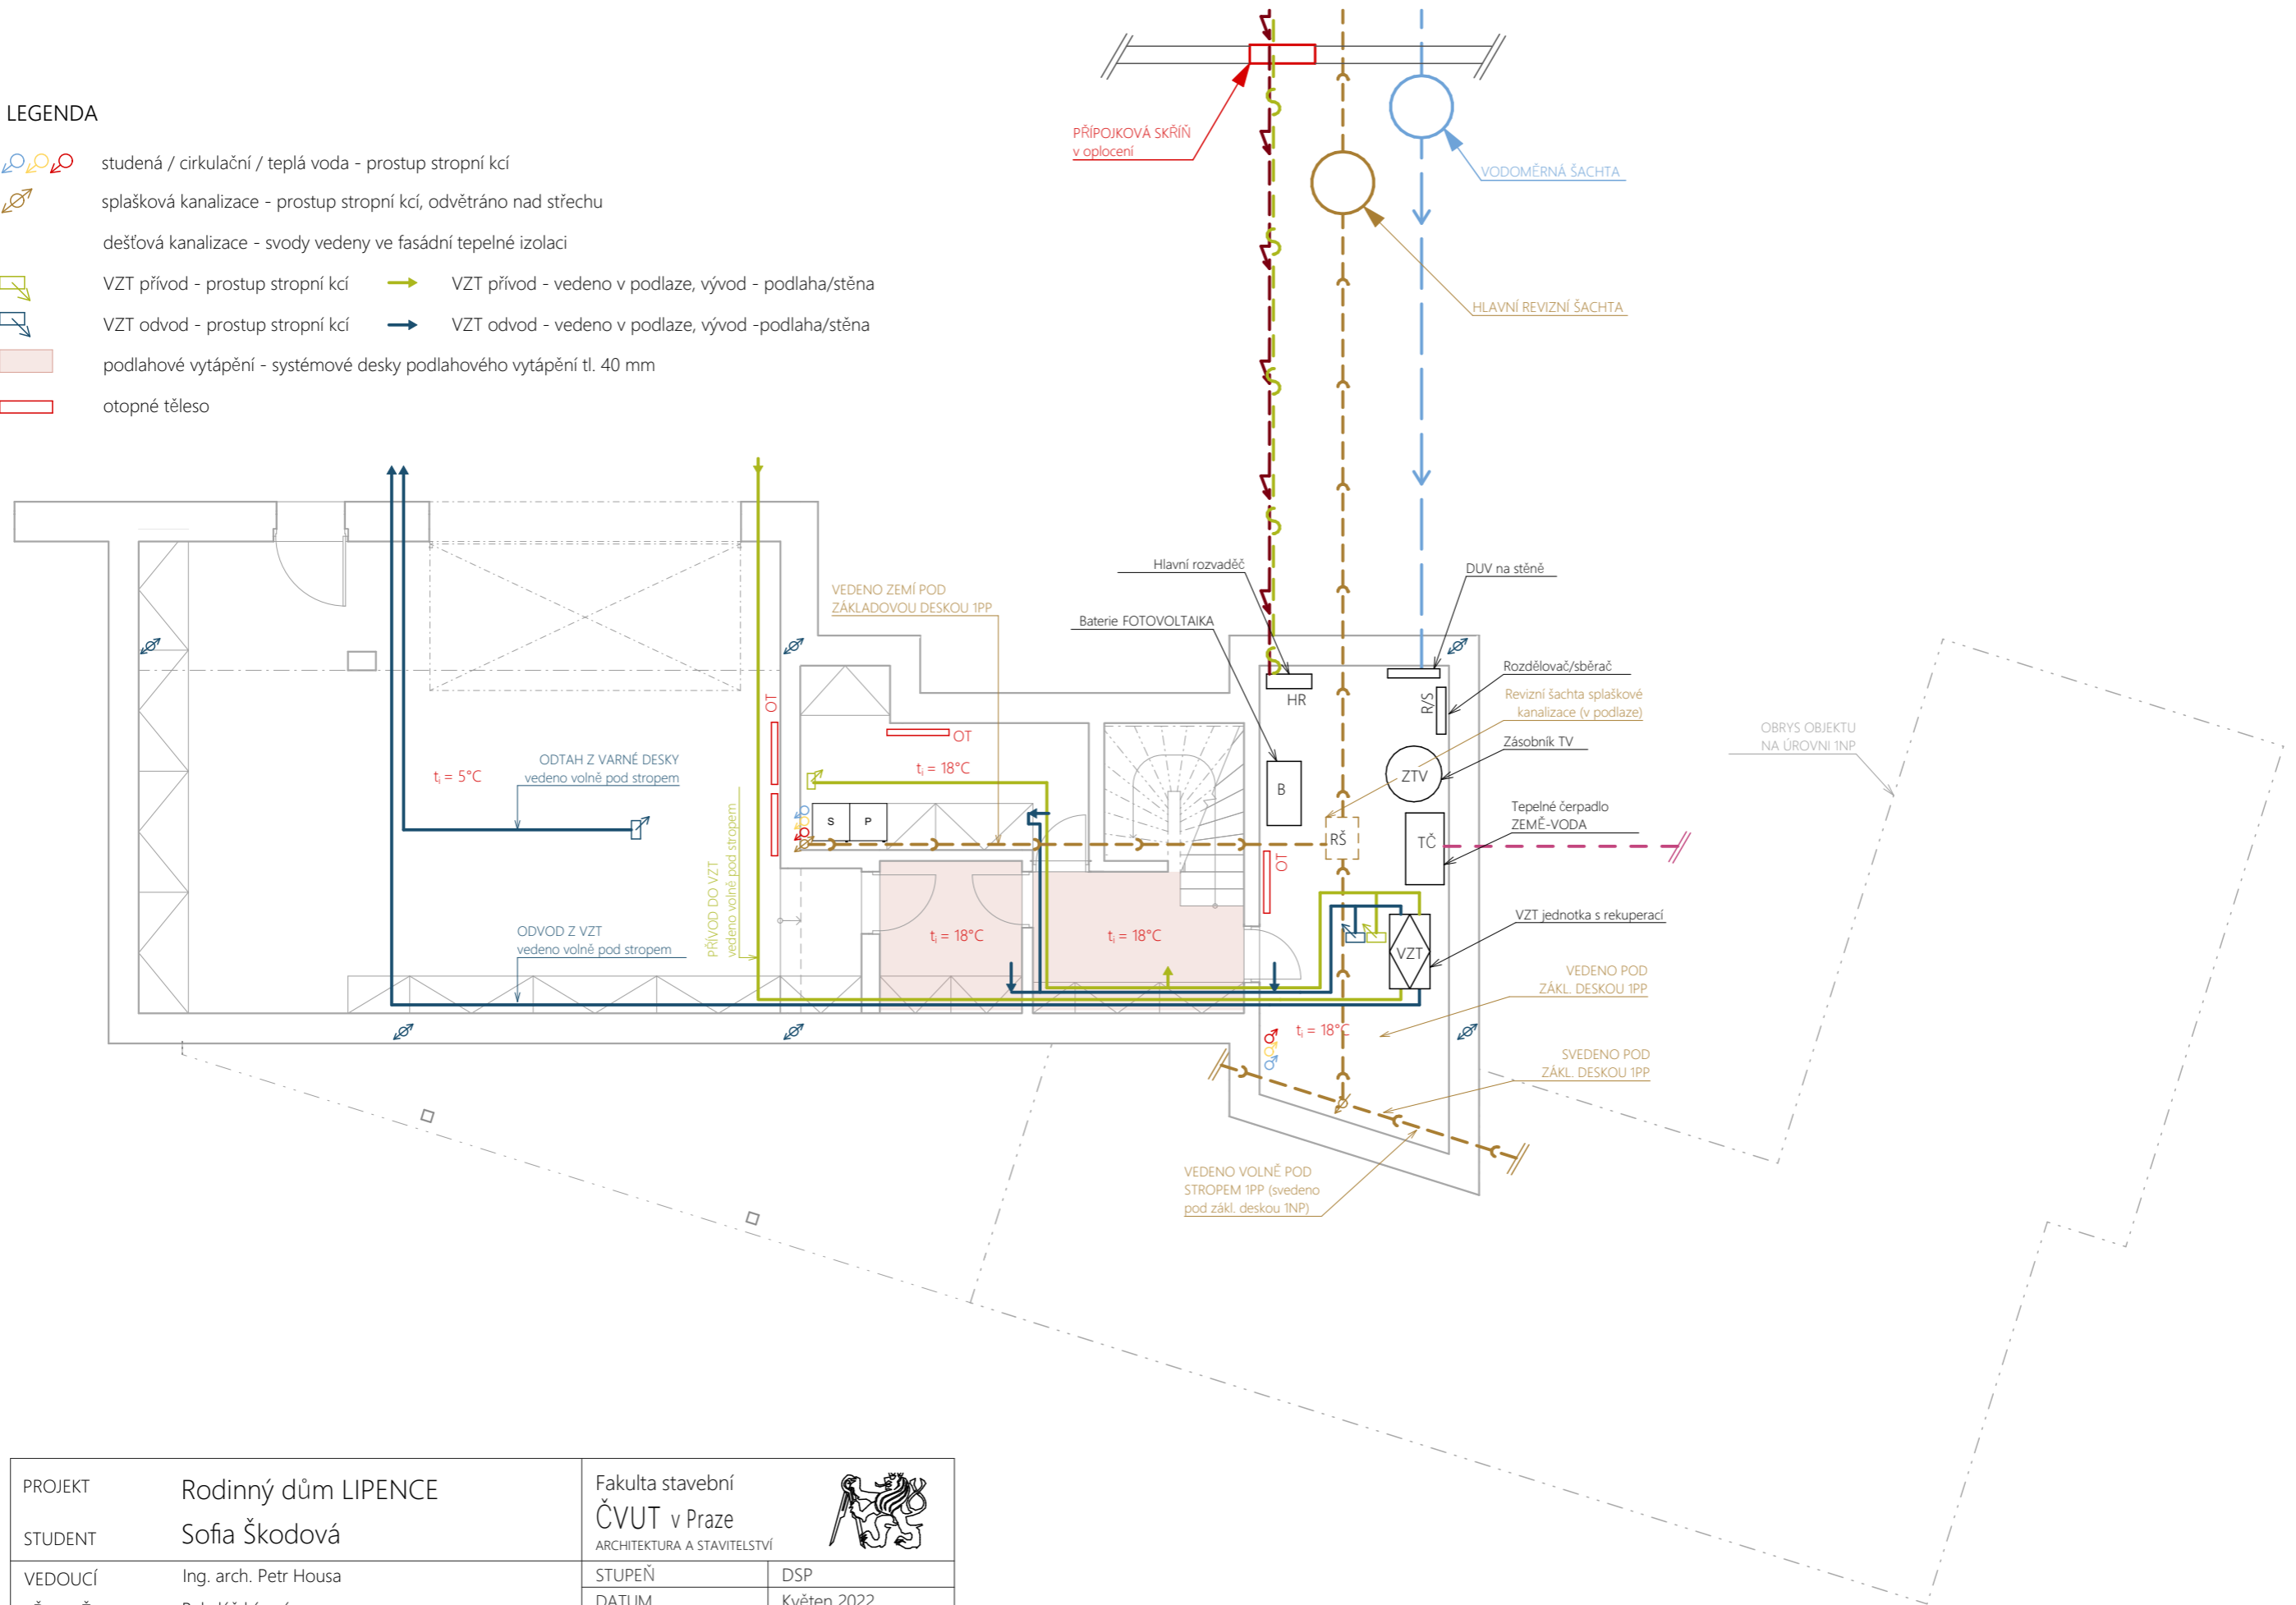 LEGENDA
studená / cirkulační / teplá voda - prostup stropní kcí
splašková kanalizace - prostup stropní kcí, odvětráno nad střechu
dešťová kanalizace - svody vedeny ve fasádní tepelné izolaci
VZT přívod - prostup stropní kcí
VZT přívod - vedeno v podlaze, vývod - podlaha/stěna
VZT odvod - prostup stropní kcí
VZT odvod - vedeno v podlaze, vývod -podlaha/stěna
podlahové vytápění - systémové desky podlahového vytápění tl. 40 mm
otopné těleso
PŘÍPOJKOVÁ SKŘÍŇ
v oplocení
VODOMĚRNÁ ŠACHTA
HLAVNÍ REVIZNÍ ŠACHTA
Hlavní rozvaděč
DUV na stěně
VEDENO ZEMÍ POD
ZÁKLADOVOU DESKOU 1PP
Baterie FOTOVOLTAIKA
Rozdělovač/sběrač
HR
R/S
Revizní šachta splaškové
kanalizace (v podlaze)
Zásobník TV
OBRYS OBJEKTU
NA ÚROVNI 1NP
OT
OT
ODTAH Z VARNÉ DESKY
vedeno volně pod stropem
ti = 5°C
ti = 18°C
B
ZTV
Tepelné čerpadlo
ZEMĚ-VODA
S
P
RŠ
TČ
OT
PŘÍVOD DO VZT
vedeno volně pod stropem
ODVOD Z VZT
vedeno volně pod stropem
ti = 18°C
ti = 18°C
VZT jednotka s rekuperací
VZT
VEDENO POD
ZÁKL. DESKOU 1PP
ti = 18°C
SVEDENO POD
ZÁKL. DESKOU 1PP
VEDENO VOLNĚ POD
STROPEM 1PP (svedeno
pod zákl. deskou 1NP)
PROJEKT
Rodinný dům LIPENCE
STUDENT
Sofia Škodová
Fakulta stavební
ČVUT v Praze
ARCHITEKTURA A STAVITELSTVÍ
VEDOUCÍ
Ing. arch. Petr Housa
STUPEŇ
DSP
DATUM
Květen 2022